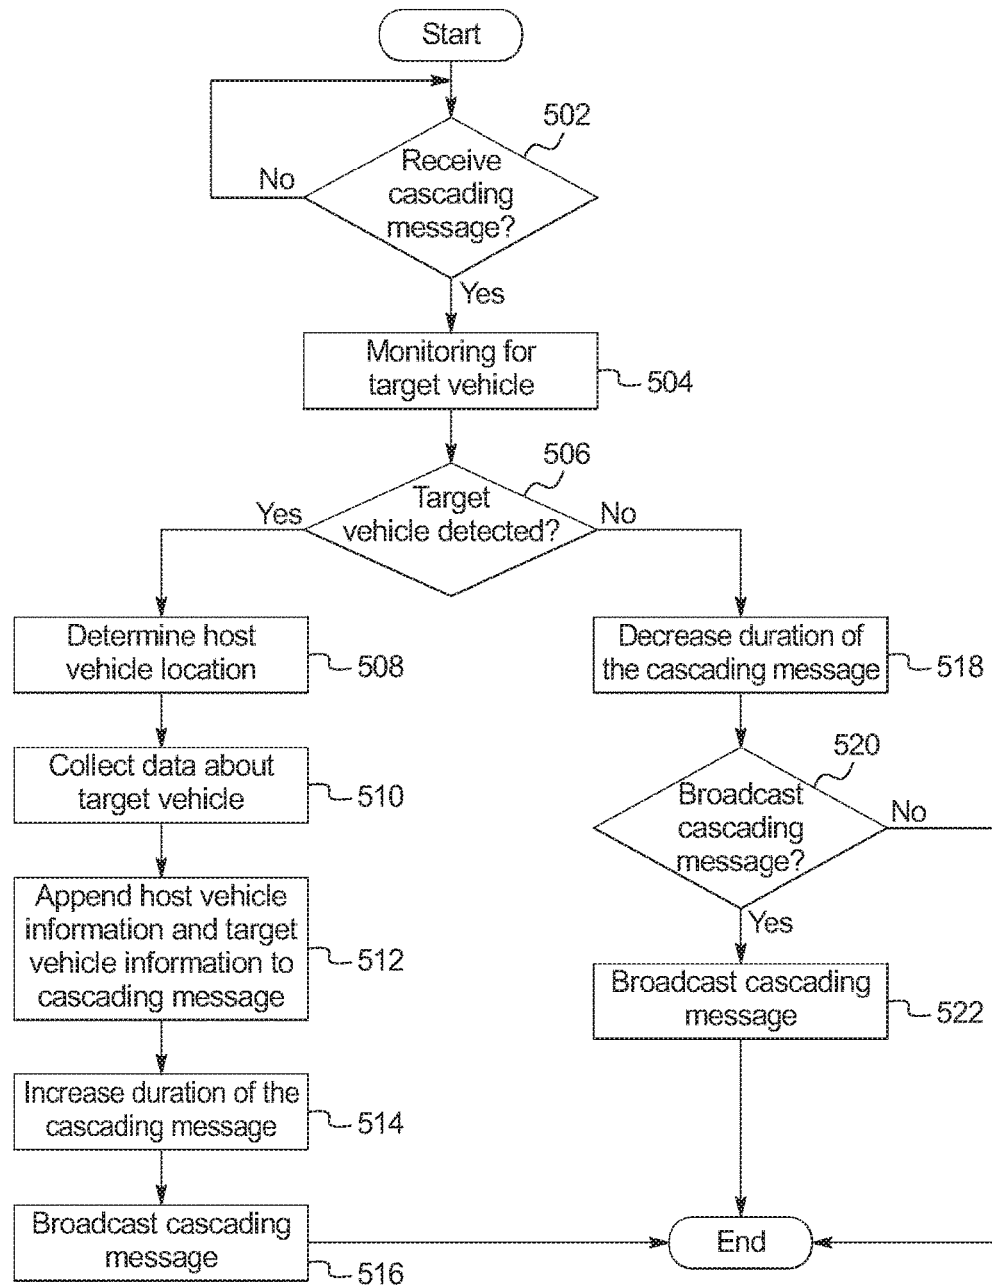 Start
502
Receive
cascading
message?
No
Yes
Monitoring for
target vehicle
504
506
Target
vehicle detected?
Yes
No
Determine host
vehicle location
508
Collect data about
target vehicle
510
Append host vehicle
information and target
vehicle information to
cascading message
512
Increase duration of the
cascading message
514
Broadcast cascading
message
516
Decrease duration of
the cascading message
518
520
Broadcast
cascading
message?
No
Yes
Broadcast cascading
message
522
End